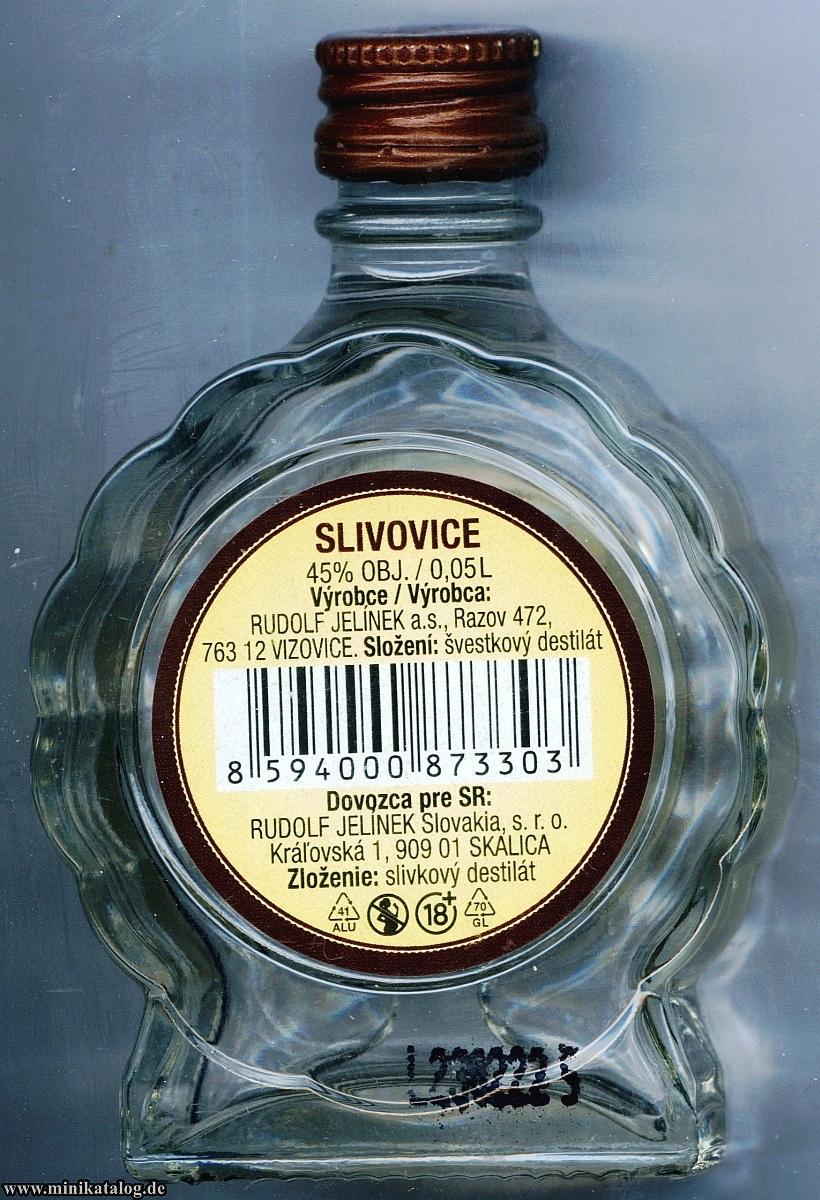 SLIVOVICE
45% OBJ. / 0,05L
Výrobce / Výrobca:
RUDOLF JELÍNEK a.s., Razov 472,
763 12 VIZOVICE. Složení: švestkový destilát
8 594000 873303
Dovozca pre SR:
RUDOLF JELÍNEK Slovakia, s. r. o.
Kráľovská 1, 909 01 SKALICA
Zloženie: slivkový destilát
41 18+ 70
ALU GL
www.minikatalog.de